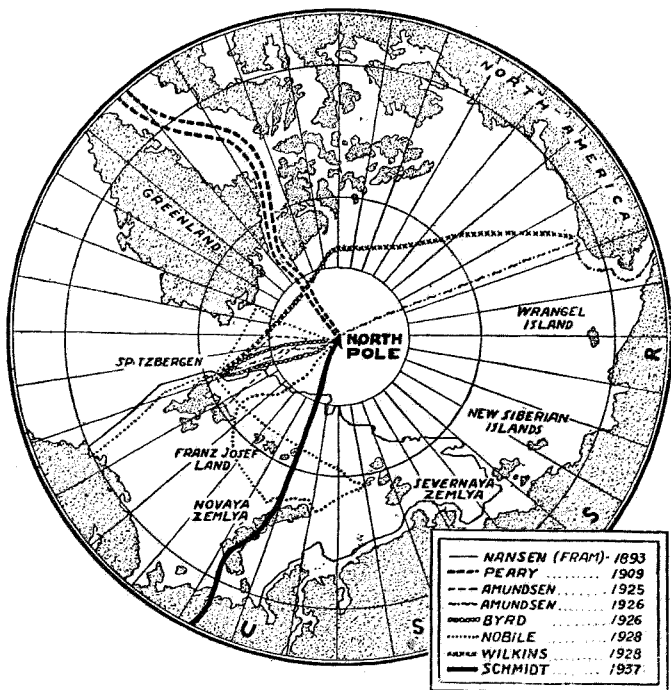 NORTH-AMERICA
GREENLAND
WRANGEL
ISLAND
NORTH
POLE
SPITZBERGEN
NEW SIBERIAN
ISLANDS
FRANZ JOSEF
LAND
SEVERNAYA
ZEMLYA
NOVAYA
ZEMLYA
U S S R
NANSEN (FRAM)- 1893
PEARY ........ 1909
AMUNDSEN ...... 1925
AMUNDSEN ...... 1926
BYRD ........ 1926
NOBILE ........ 1928
WILKINS ....... 1928
SCHMIDT ....... 1937